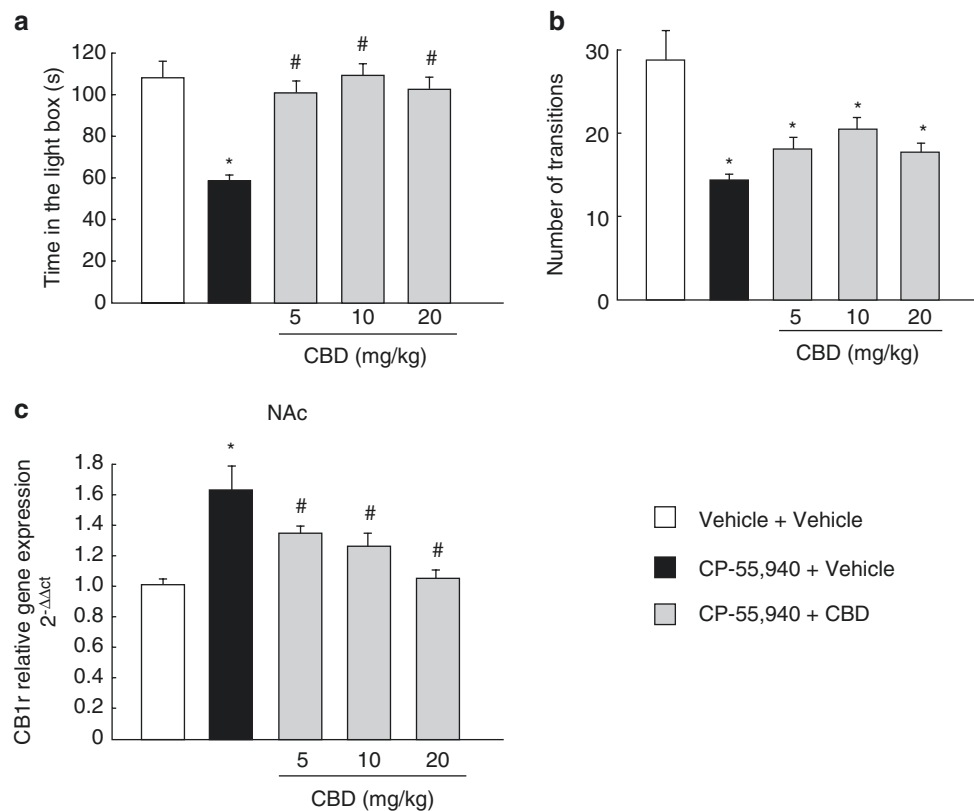 a
Time in the light box (s)
120
100
80
60
40
20
0
*
#
#
#
5 10 20
CBD (mg/kg)
b
Number of transitions
30
20
10
0
*
*
*
*
5 10 20
CBD (mg/kg)
c
NAc
CB1r relative gene expression
2-ΔΔct
1.8
1.6
1.4
1.2
1.0
0.8
0.6
0.4
0.2
0
*
#
#
#
5 10 20
CBD (mg/kg)
Vehicle + Vehicle
CP-55,940 + Vehicle
CP-55,940 + CBD